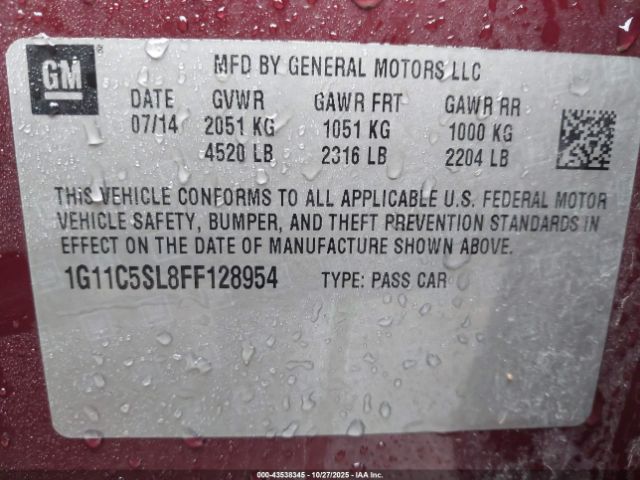 GM®
MFD BY GENERAL MOTORS LLC
DATE GVWR GAWR FRT GAWR RR
07/14 2051 KG 1051 KG 1000 KG
4520 LB 2316 LB 2204 LB
THIS VEHICLE CONFORMS TO ALL APPLICABLE U.S. FEDERAL MOTOR
VEHICLE SAFETY, BUMPER, AND THEFT PREVENTION STANDARDS IN
EFFECT ON THE DATE OF MANUFACTURE SHOWN ABOVE.
1G11C5SL8FF128954 TYPE: PASS CAR
000-43538345 - 10/27/2025 - IAAI.COM